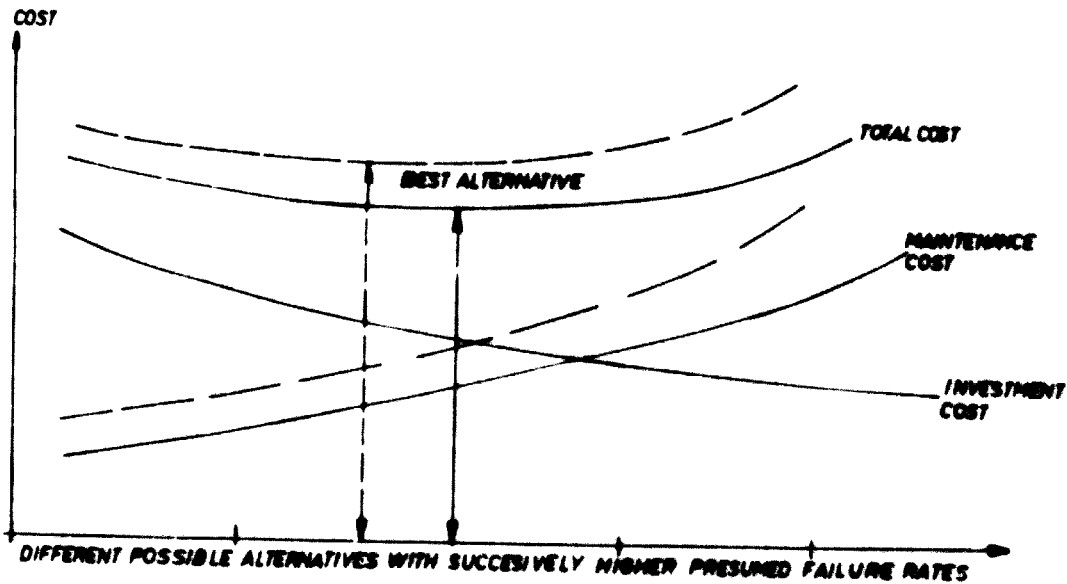 COST
TOTAL COST
BEST ALTERNATIVE
MAINTENANCE
COST
INVESTMENT
COST
DIFFERENT POSSIBLE ALTERNATIVES WITH SUCCESIVELY HIGHER PRESUMED FAILURE RATES